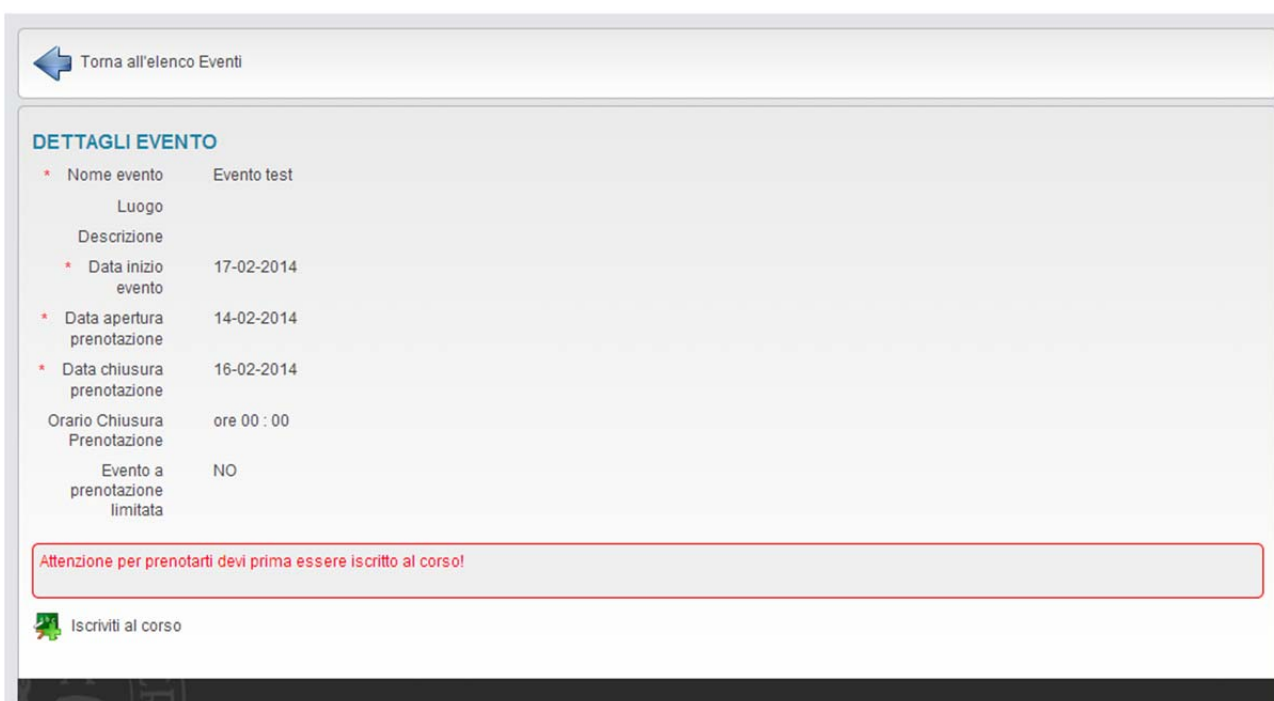 Torna all'elenco Eventi
DETTAGLI EVENTO
* Nome evento Evento test
Luogo
Descrizione
* Data inizio evento 17-02-2014
* Data apertura prenotazione 14-02-2014
* Data chiusura prenotazione 16-02-2014
Orario Chiusura Prenotazione ore 00 : 00
Evento a prenotazione limitata NO
Attenzione per prenotarti devi prima essere iscritto al corso!
Iscriviti al corso